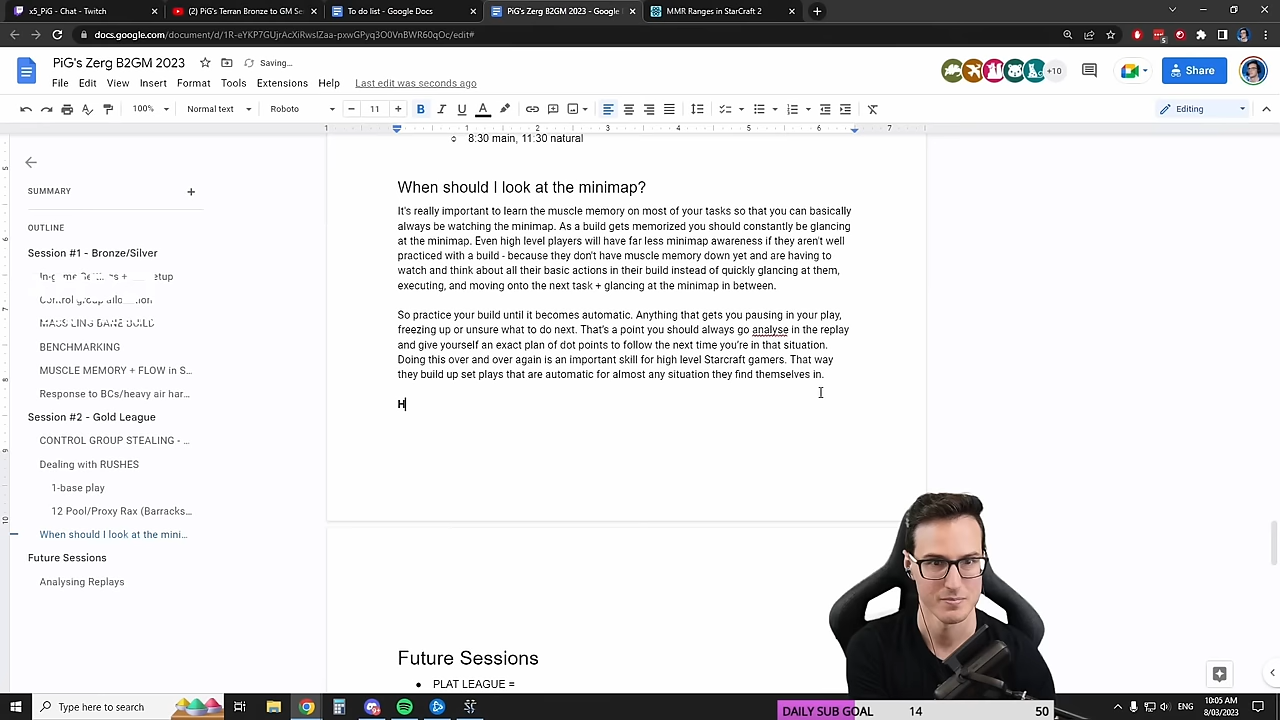 x5_PiG - Twitch
(2) PiG's Terran Bronze to GM S
To do list - Google Docs
PiG's Zerg B2GM 2023 - Google
MMR Ranges in StarCraft 2
docs.google.com/document/d/1R-eYKP7GUjrAcXiRwsIZaa-pxwGPyq3O0VnBWR60qOc/edit#
PiG's Zerg B2GM 2023
Saving...
+10
Share
File Edit View Insert Format Tools Extensions Help
Last edit was seconds ago
100%
Normal text
Roboto
11
Editing
SUMMARY
OUTLINE
Session #1 - Bronze/Silver
BENCHMARKING
MUSCLE MEMORY + FLOW in S...
Response to BCs/heavy air har...
Session #2 - Gold League
CONTROL GROUP STEALING - ...
Dealing with RUSHES
1-base play
12 Pool/Proxy Rax (Barracks...
When should I look at the mini...
Future Sessions
Analysing Replays
8:30 main, 11:30 natural
When should I look at the minimap?
It's really important to learn the muscle memory on most of your tasks so that you can basically
always be watching the minimap. As a build gets memorized you should constantly be glancing
at the minimap. Even high level players will have far less minimap awareness if they aren't well
practiced with a build - because they don't have muscle memory down yet and are having to
watch and think about all their basic actions in their build instead of quickly glancing at them,
executing, and moving onto the next task + glancing at the minimap in between.
So practice your build until it becomes automatic. Anything that gets you pausing in your play,
freezing up or unsure what to do next. That's a point you should always go analyse in the replay
and give yourself an exact plan of dot points to follow the next time you're in that situation.
Doing this over and over again is an important skill for high level Starcraft gamers. That way
they build up set plays that are automatic for almost any situation they find themselves in.
H
Future Sessions
PLAT LEAGUE =
Type here to search
ENG
10:05 AM
8/03/2023
DAILY SUB GOAL 14 50